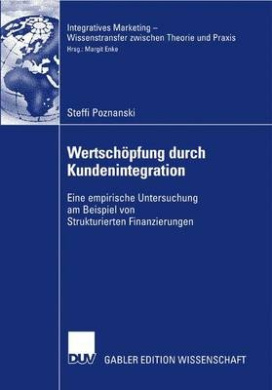 Integratives Marketing –
Wissenstransfer zwischen Theorie und Praxis
Hrsg.: Margit Enke
Steffi Poznanski
Wertschöpfung durch
Kundenintegration
Eine empirische Untersuchung
am Beispiel von
Strukturierten Finanzierungen
DUV
GABLER EDITION WISSENSCHAFT